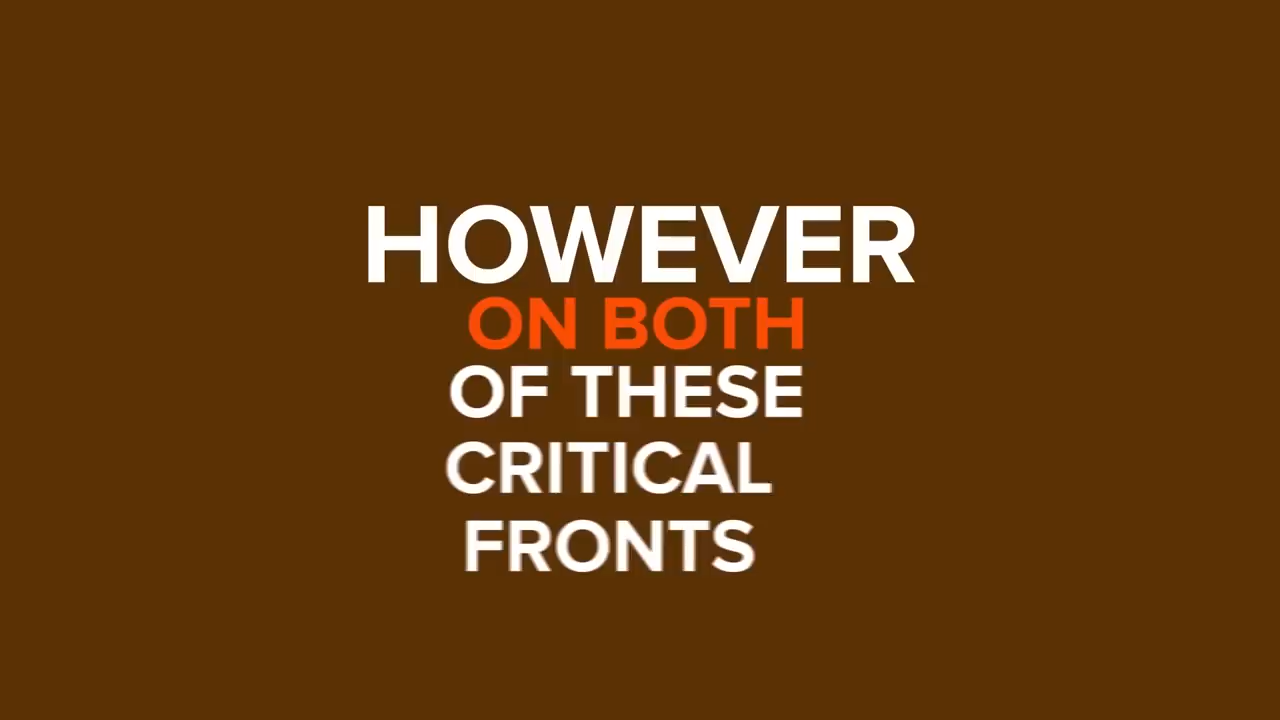 HOWEVER
ON BOTH
OF THESE
CRITICAL
FRONTS